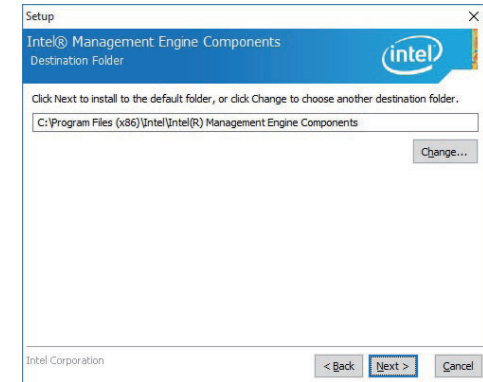 Setup
Intel® Management Engine Components
Destination Folder
intel
Click Next to install to the default folder, or click Change to choose another destination folder.
C:\Program Files (x86)\Intel\Intel(R) Management Engine Components
Change...
Intel Corporation
< Back
Next >
Cancel